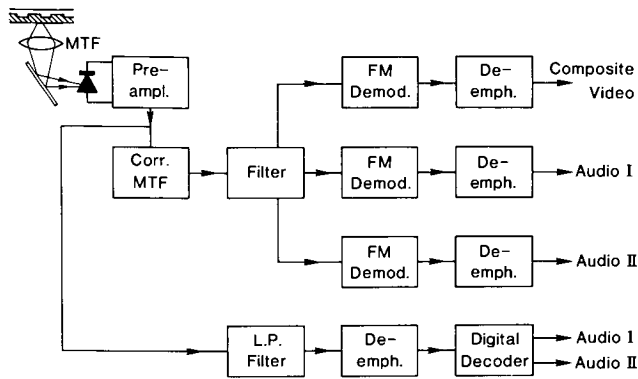 MTF
Pre-
ampl.
Corr.
MTF
Filter
FM
Demod.
De-
emph.
Composite
Video
FM
Demod.
De-
emph.
Audio I
FM
Demod.
De-
emph.
Audio II
L.P.
Filter
De-
emph.
Digital
Decoder
Audio I
Audio II